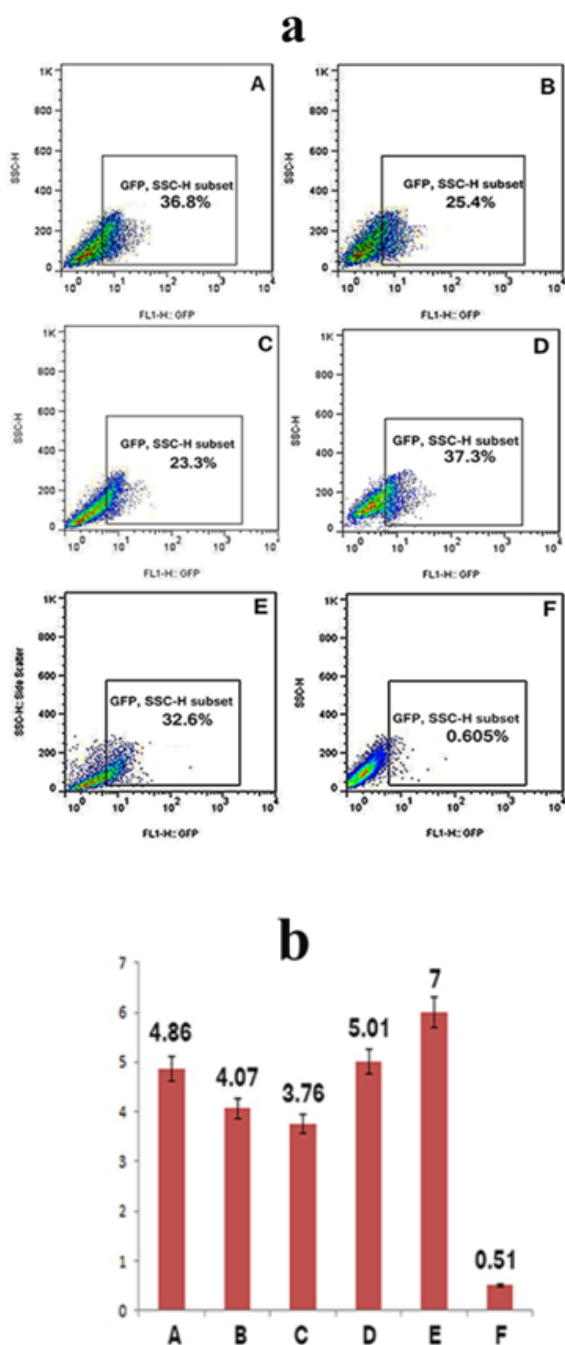 a
A
1K
800
600
400
200
0
SSC-H
GFP, SSC-H subset
36.8%
10^0 10^1 10^2 10^3 10^4
FL1-H:: GFP
B
1K
800
600
400
200
0
SSC-H
GFP, SSC-H subset
25.4%
10^0 10^1 10^2 10^3 10^4
FL1-H:: GFP
C
1K
800
600
400
200
0
SSC-H
GFP, SSC-H subset
23.3%
10^0 10^1 10^2 10^3 10^4
FL1-H:: GFP
D
1K
800
600
400
200
0
SSC-H
GFP, SSC-H subset
37.3%
10^0 10^1 10^2 10^3 10^4
FL1-H:: GFP
E
1K
800
600
400
200
0
SSC-H:: Side Scatter
GFP, SSC-H subset
32.6%
10^0 10^1 10^2 10^3 10^4
FL1-H:: GFP
F
1K
800
600
400
200
0
SSC-H
GFP, SSC-H subset
0.605%
10^0 10^1 10^2 10^3 10^4
FL1-H:: GFP
b
7
6
5
4
3
2
1
0
4.86
4.07
3.76
5.01
7
0.51
A B C D E F